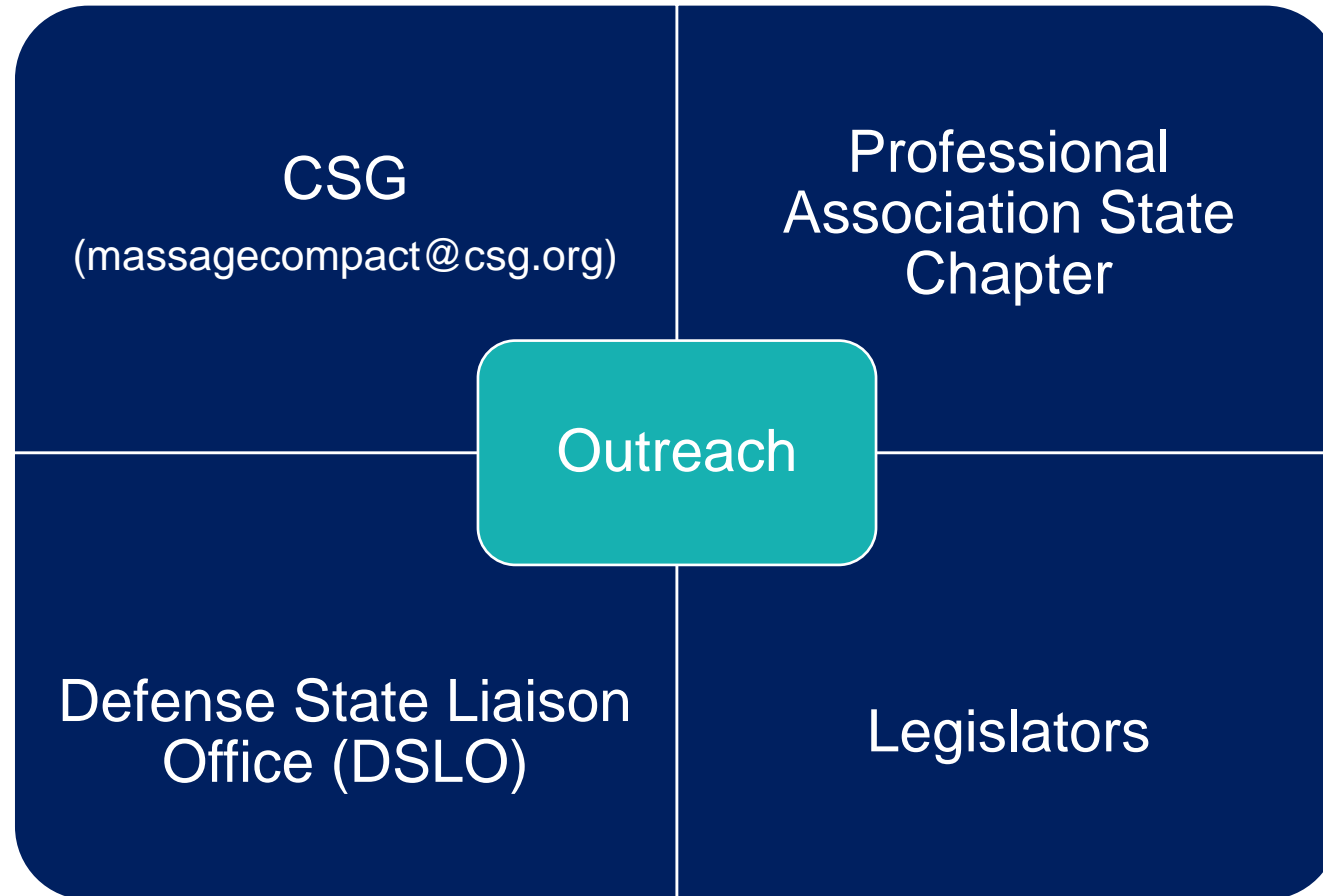 CSG
(massagecompact@csg.org)
Professional
Association State
Chapter
Outreach
Defense State Liaison
Office (DSLO)
Legislators